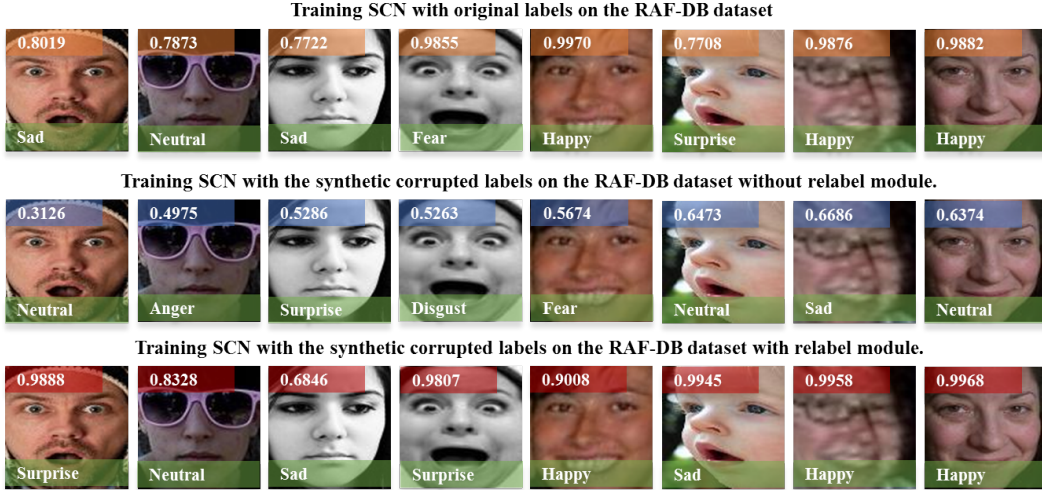 Training SCN with original labels on the RAF-DB dataset
0.8019 0.7873 0.7722 0.9855 0.9970 0.7708 0.9876 0.9882
Sad Neutral Sad Fear Happy Surprise Happy Happy
Training SCN with the synthetic corrupted labels on the RAF-DB dataset without relabel module.
0.3126 0.4975 0.5286 0.5263 0.5674 0.6473 0.6686 0.6374
Neutral Anger Surprise Disgust Fear Neutral Sad Neutral
Training SCN with the synthetic corrupted labels on the RAF-DB dataset with relabel module.
0.9888 0.8328 0.6846 0.9807 0.9008 0.9945 0.9958 0.9968
Surprise Neutral Sad Surprise Happy Sad Happy Happy